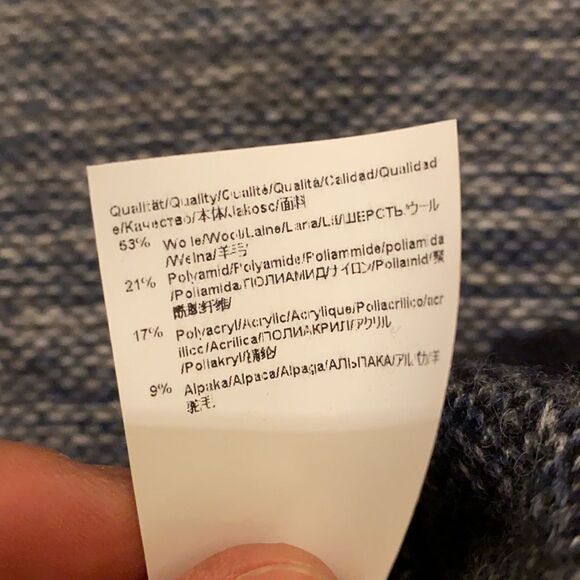 Qualität/Quality/Qualité/Qualità/Calidad/Qualidad
e/Качество/本体/Jakosc/面料
53% Wolle/Wool/Laine/Lana/Lã/ШЕРСТЬ/ウール
/Wełna/羊毛/
21% Polyamid/Polyamide/Poliammide/poliamida
/Poliamida/ПОЛИАМИД/ナイロン/Poliamid/聚
酰胺纤维/
17% Polyacryl/Acrylic/Acrylique/Poliacrilico/acr
ilico/Acrilica/ПОЛИАКРИЛ/アクリル
/Poliakryl/腈纶/
9% Alpaka/Alpaca/Alpaga/АЛЬПАКА/アルパカ/羊
驼毛